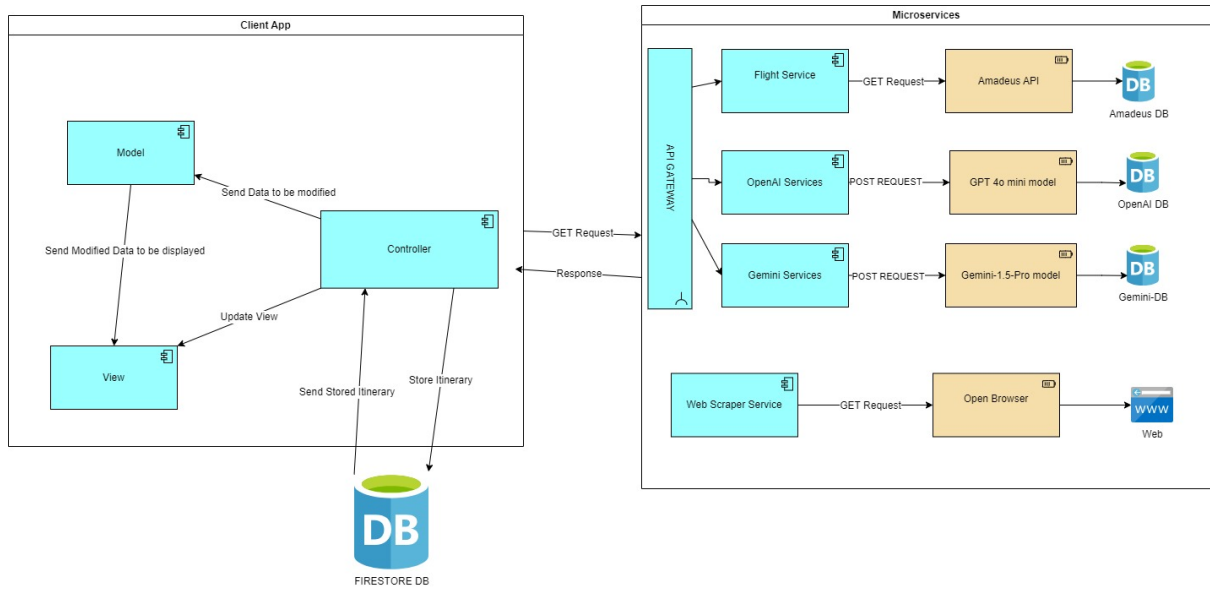 Client App
Model
Send Data to be modified
Controller
Send Modified Data to be displayed
Update View
View
Send Stored Itinerary
Store Itinerary
DB
FIRESTORE DB
GET Request
Response
Microservices
API GATEWAY
Flight Service
GET Request
Amadeus API
DB
Amadeus DB
OpenAI Services
POST REQUEST
GPT 4o mini model
DB
OpenAI DB
Gemini Services
POST REQUEST
Gemini-1.5-Pro model
DB
Gemini-DB
Web Scraper Service
GET Request
Open Browser
WWW
Web